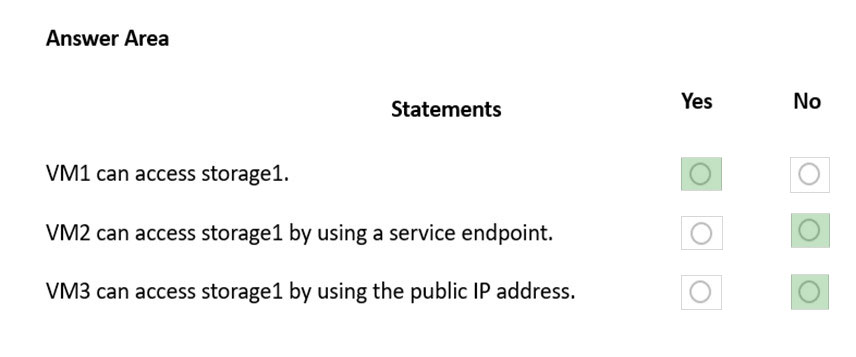 Answer Area
Statements Yes No
VM1 can access storage1.
VM2 can access storage1 by using a service endpoint.
VM3 can access storage1 by using the public IP address.